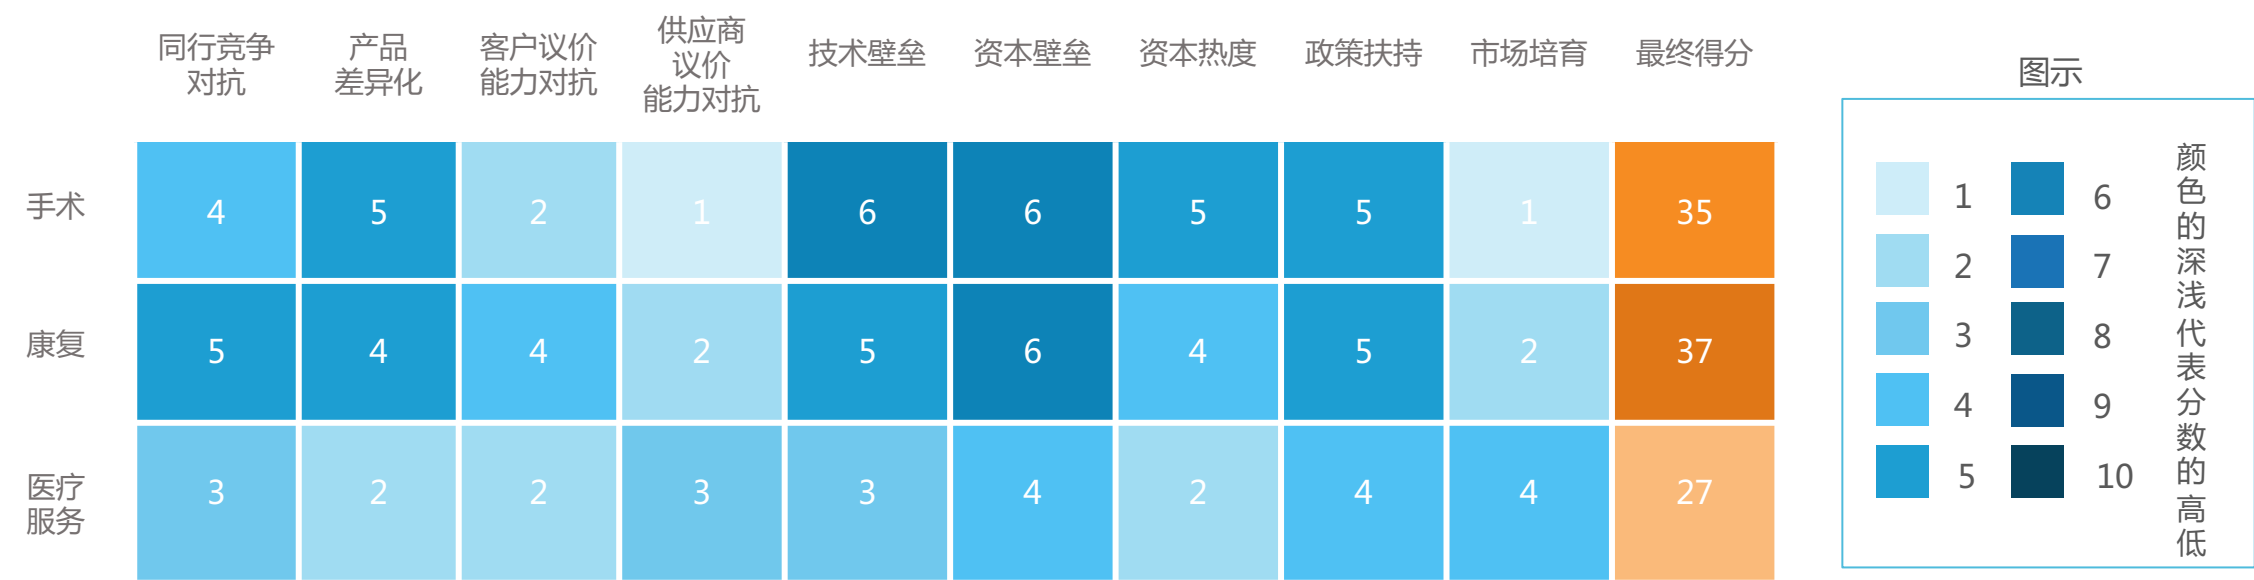 同行竞争
对抗
产品
差异化
客户议价
能力对抗
供应商
议价
能力对抗
技术壁垒
资本壁垒
资本热度
政策扶持
市场培育
最终得分
手术
4 5 2 1 6 6 5 5 1 35
康复
5 4 4 2 5 6 4 5 2 37
医疗
服务
3 2 2 3 3 4 2 4 4 27
图示
1 6
2 7
3 8
4 9
5 10
颜色的深浅代表分数的高低